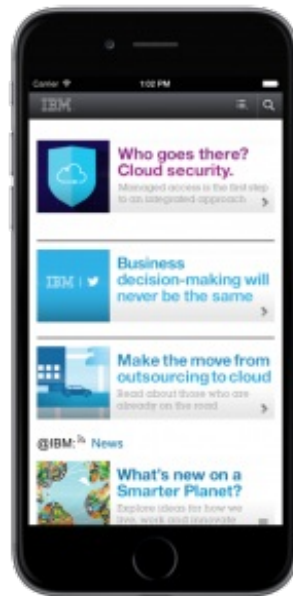 Carrier 1:02 PM
IBM
Who goes there?
Cloud security.
Managed access is the first step
to an integrated approach
IBM
Business
decision-making will
never be the same
Make the move from
outsourcing to cloud
Read about those who are
already on the road
@IBM: News
What's new on a
Smarter Planet?
Explore ideas for how we
live, work and innovate